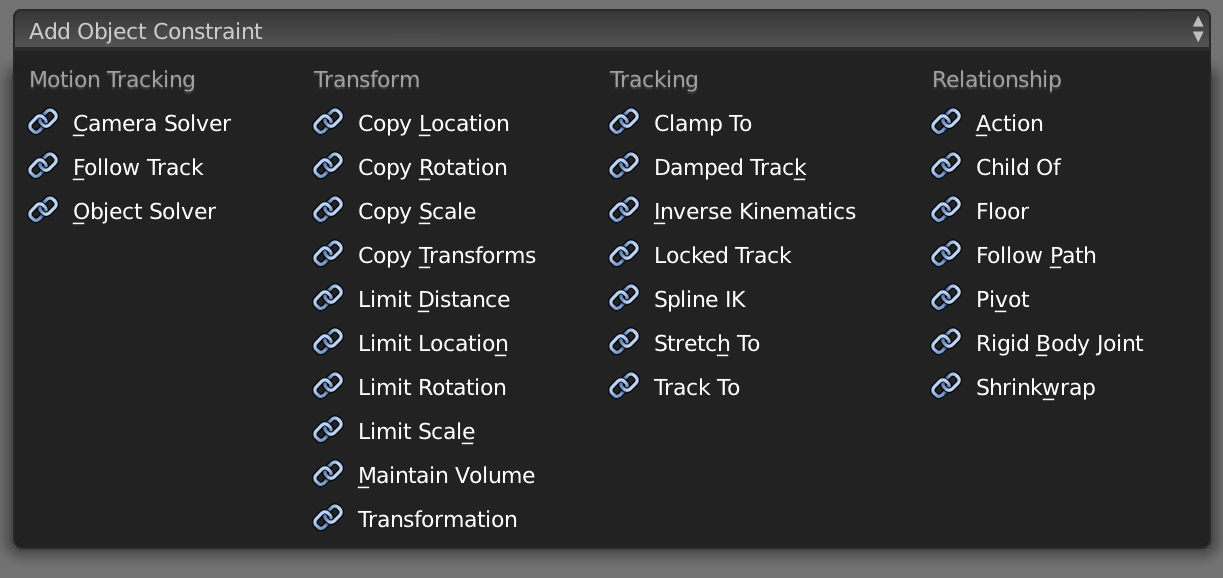 Add Object Constraint
Motion Tracking
Camera Solver
Follow Track
Object Solver
Transform
Copy Location
Copy Rotation
Copy Scale
Copy Transforms
Limit Distance
Limit Location
Limit Rotation
Limit Scale
Maintain Volume
Transformation
Tracking
Clamp To
Damped Track
Inverse Kinematics
Locked Track
Spline IK
Stretch To
Track To
Relationship
Action
Child Of
Floor
Follow Path
Pivot
Rigid Body Joint
Shrinkwrap